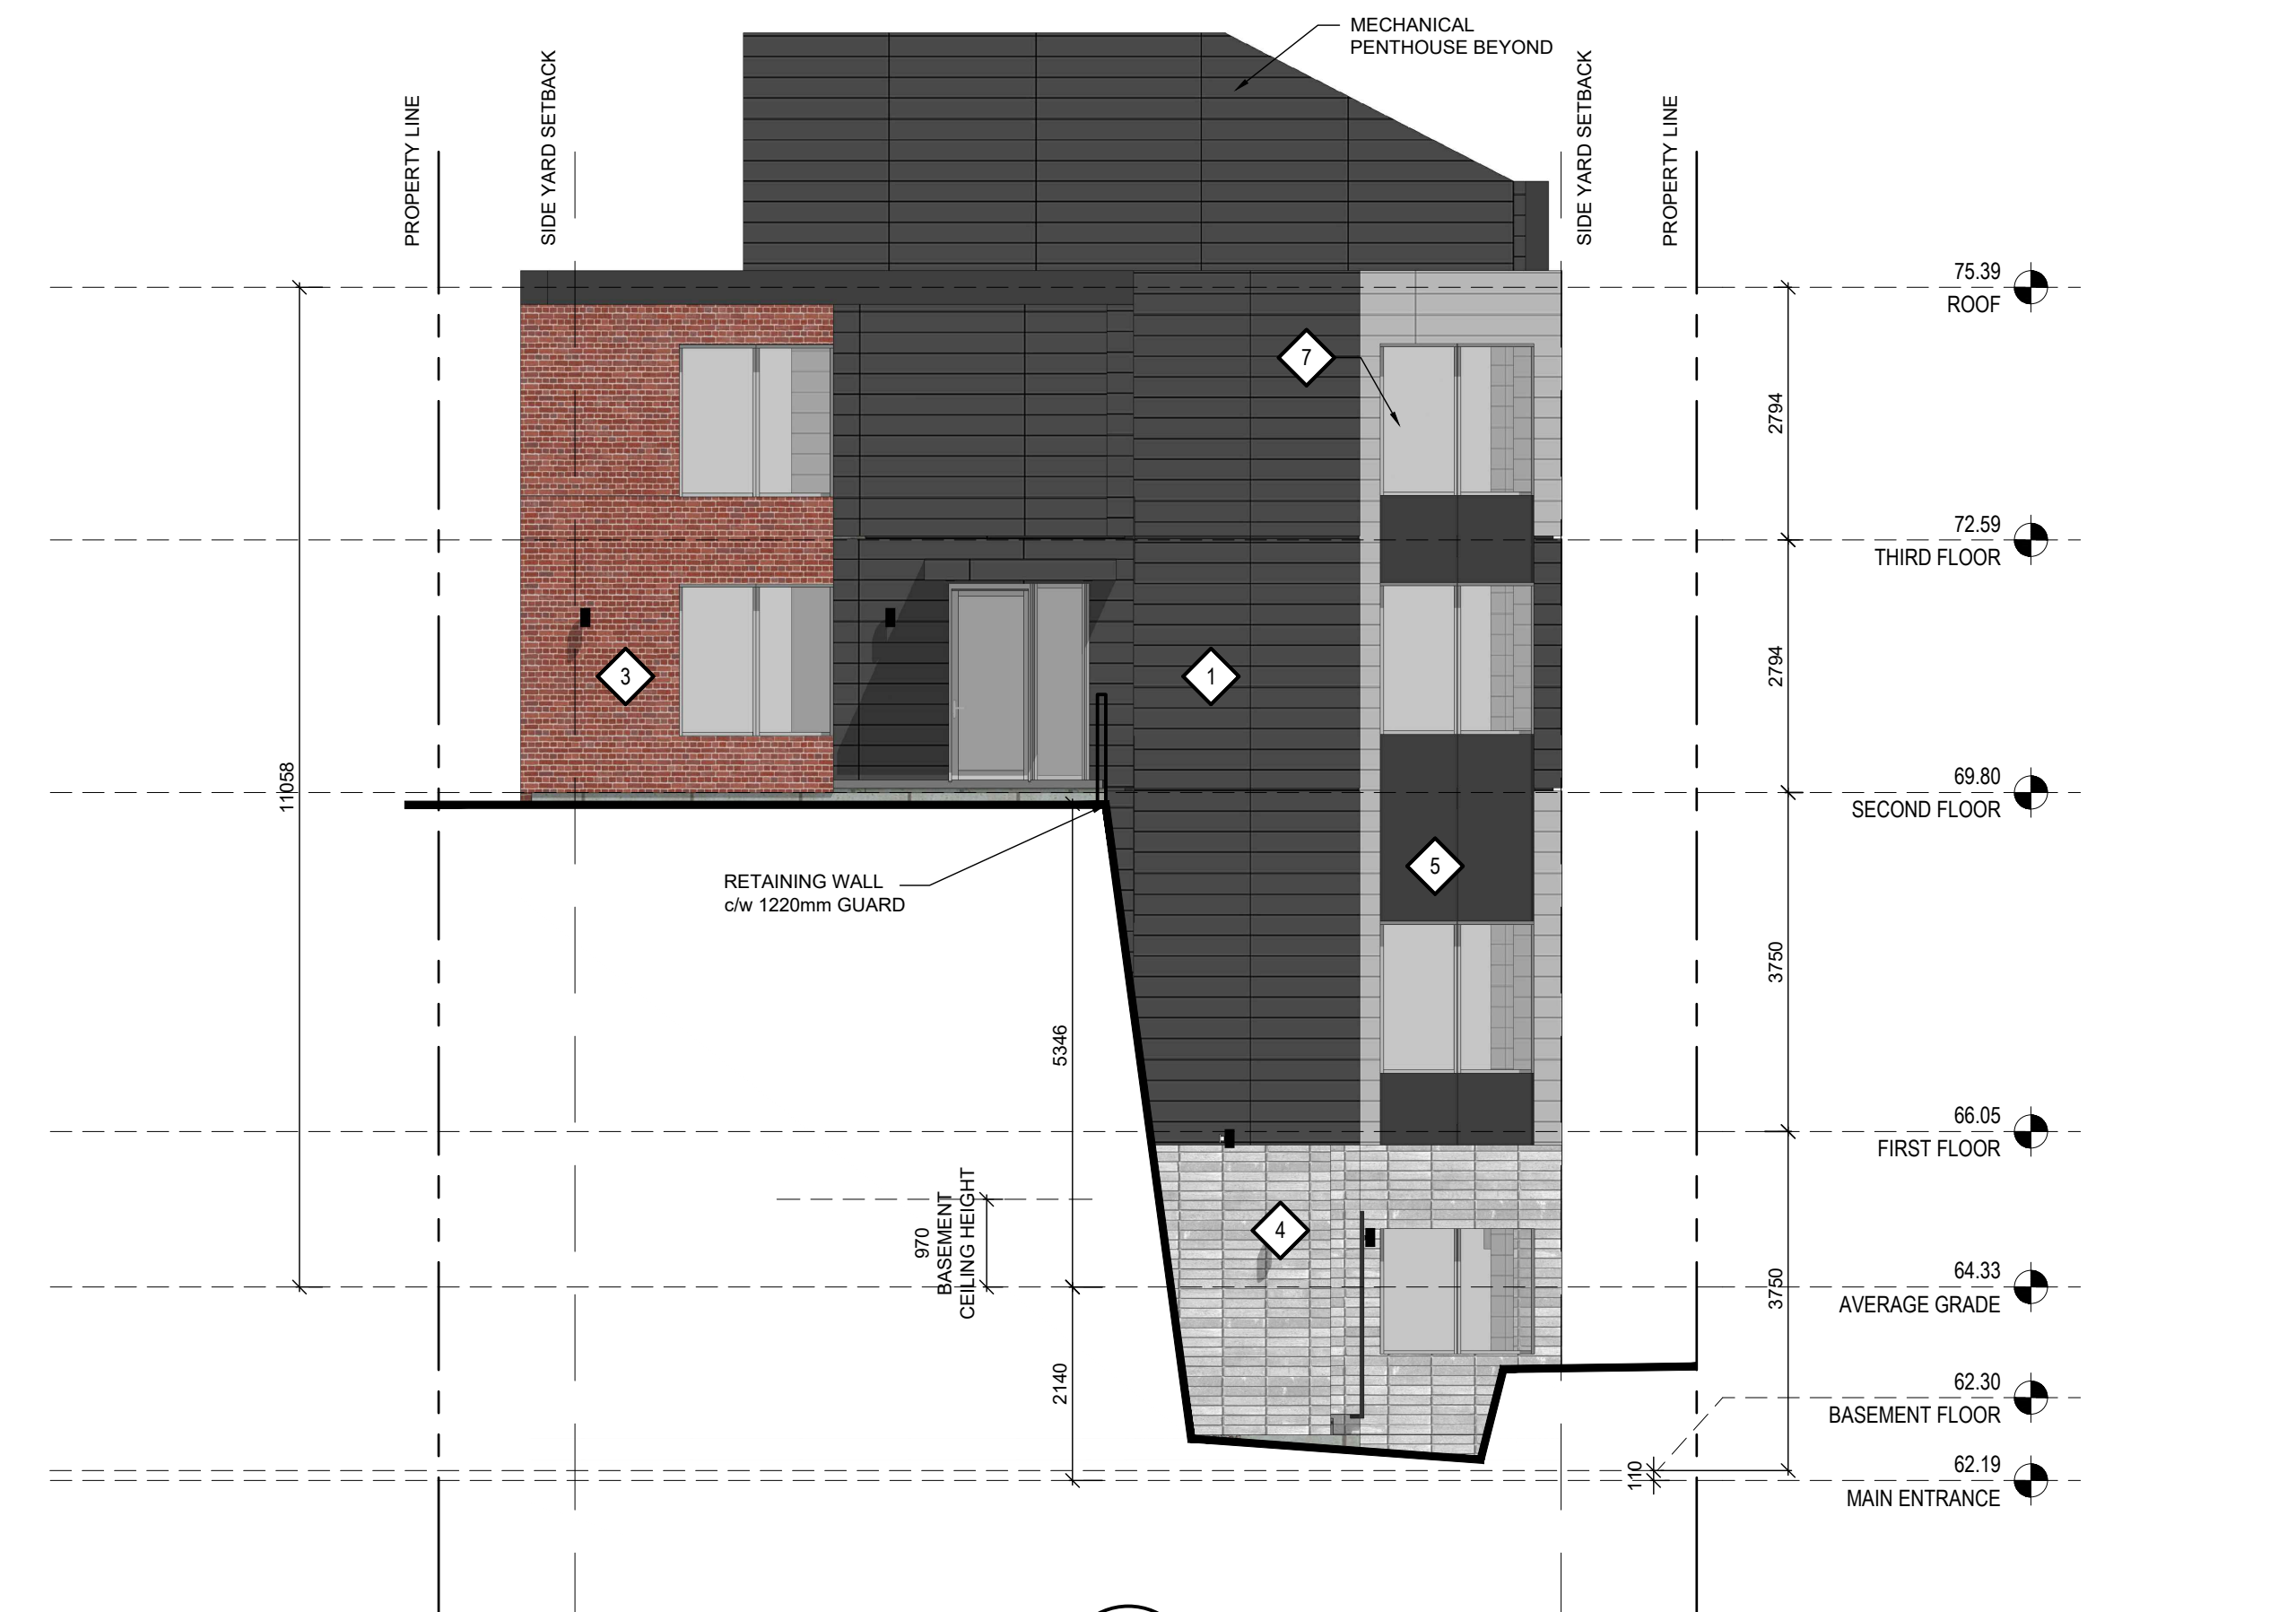 MECHANICAL
PENTHOUSE BEYOND
PROPERTY LINE
SIDE YARD SETBACK
SIDE YARD SETBACK
PROPERTY LINE
75.39
ROOF
7
2794
72.59
THIRD FLOOR
3
1
2794
11058
69.80
SECOND FLOOR
RETAINING WALL
c/w 1220mm GUARD
5
3750
5346
66.05
FIRST FLOOR
970
BASEMENT
CEILING HEIGHT
4
3750
64.33
AVERAGE GRADE
2140
62.30
BASEMENT FLOOR
110
62.19
MAIN ENTRANCE